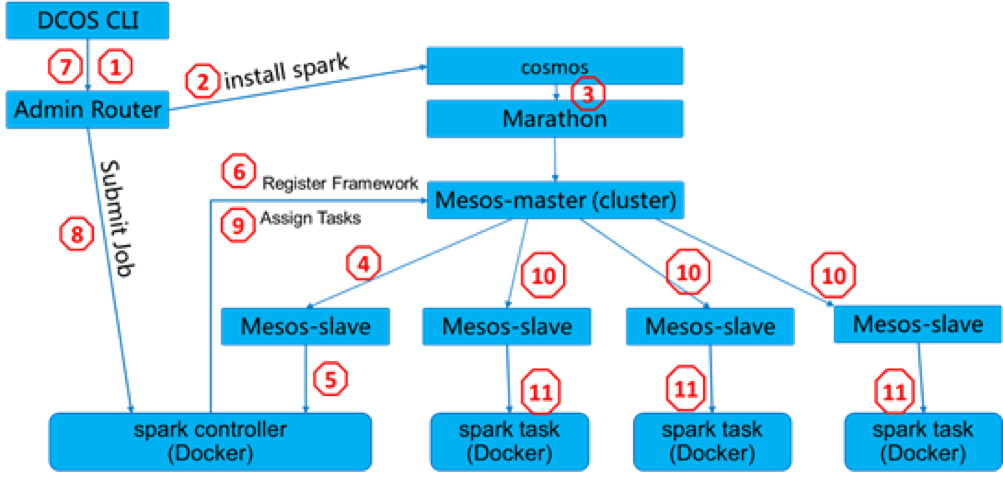 DCOS CLI
7
1
Admin Router
2
install spark
cosmos
3
Marathon
6
Register Framework
Mesos-master (cluster)
9
Assign Tasks
Submit Job
8
4
10
10
10
Mesos-slave
Mesos-slave
Mesos-slave
Mesos-slave
5
11
11
11
spark controller
(Docker)
spark task
(Docker)
spark task
(Docker)
spark task
(Docker)